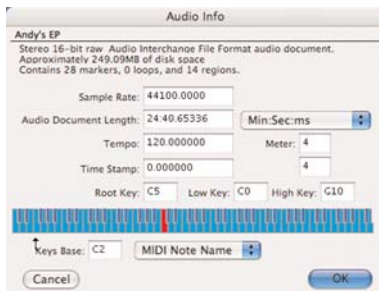 Audio Info
Andy's EP
Stereo 16-bit raw Audio Interchange File Format audio document.
Approximately 249.09MB of disk space
Contains 28 markers, 0 loops, and 14 regions.
Sample Rate: 44100.0000
Audio Document Length: 24:40.65336 Min:Sec:ms
Tempo: 120.000000 Meter: 4
Time Stamp: 0.000000 4
Root Key: C5 Low Key: C0 High Key: G10
Keys Base: C2 MIDI Note Name
Cancel OK